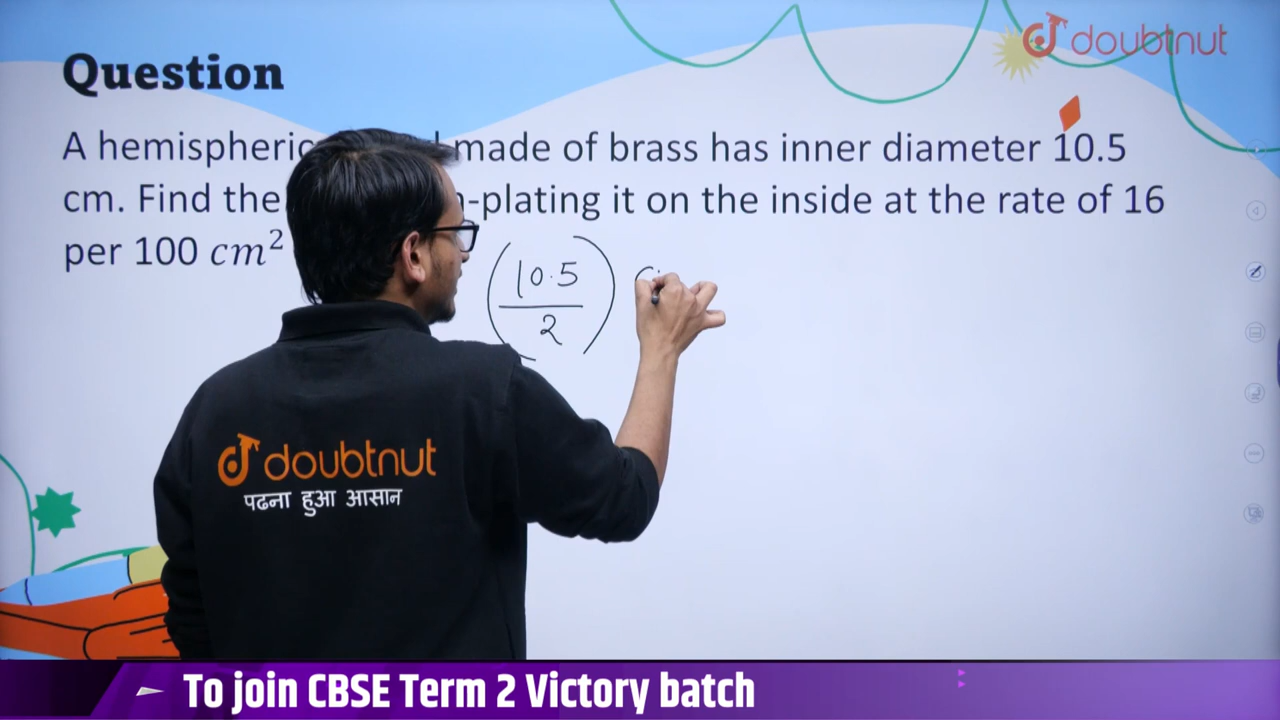 doubtnut
Question
A hemispheric made of brass has inner diameter 10.5
cm. Find the -plating it on the inside at the rate of 16
per 100 cm²
(10.5
2)
doubtnut
पढना हुआ आसान
To join CBSE Term 2 Victory batch